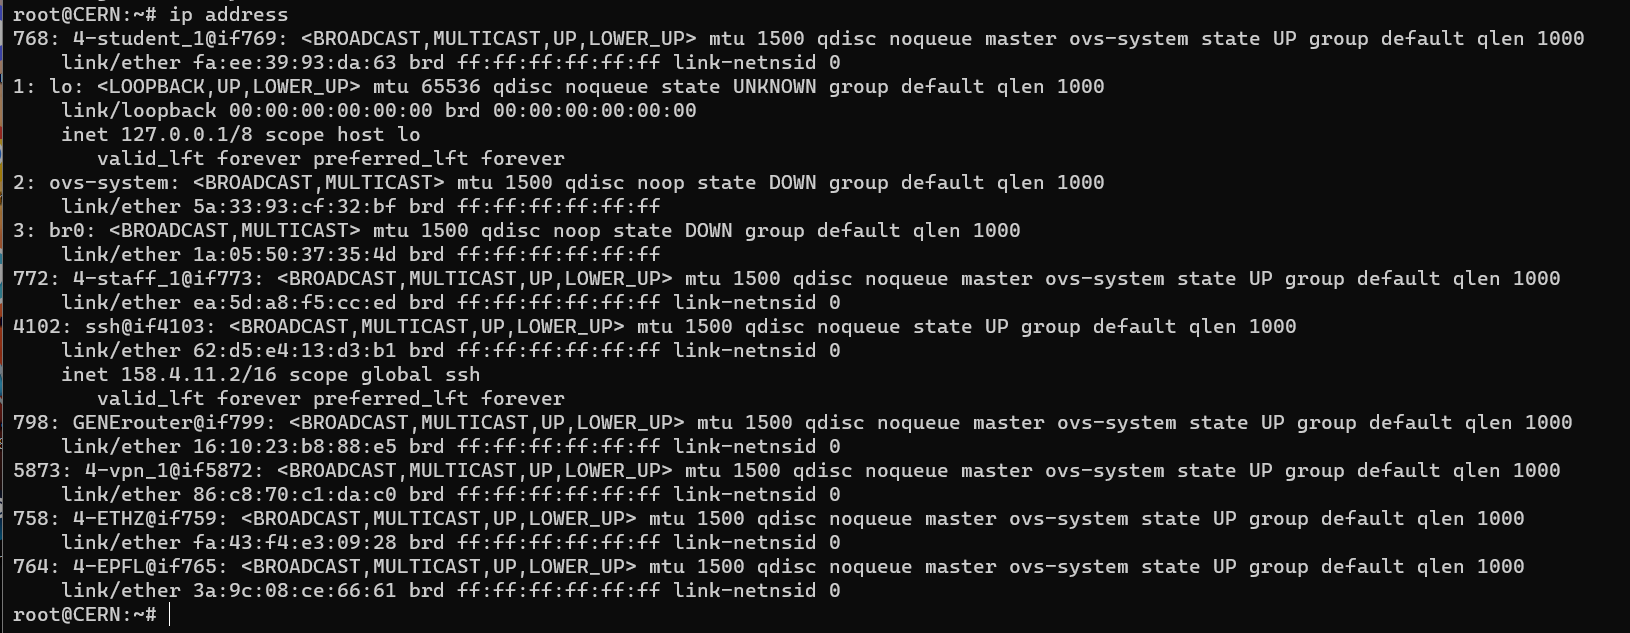 root@CERN:~# ip address
768: 4-student_1@if769: <BROADCAST,MULTICAST,UP,LOWER_UP> mtu 1500 qdisc noqueue master ovs-system state UP group default qlen 1000
    link/ether fa:ee:39:93:da:63 brd ff:ff:ff:ff:ff:ff link-netnsid 0
1: lo: <LOOPBACK,UP,LOWER_UP> mtu 65536 qdisc noqueue state UNKNOWN group default qlen 1000
    link/loopback 00:00:00:00:00:00 brd 00:00:00:00:00:00
    inet 127.0.0.1/8 scope host lo
       valid_lft forever preferred_lft forever
2: ovs-system: <BROADCAST,MULTICAST> mtu 1500 qdisc noop state DOWN group default qlen 1000
    link/ether 5a:33:93:cf:32:bf brd ff:ff:ff:ff:ff:ff
3: br0: <BROADCAST,MULTICAST> mtu 1500 qdisc noop state DOWN group default qlen 1000
    link/ether 1a:05:50:37:35:4d brd ff:ff:ff:ff:ff:ff
772: 4-staff_1@if773: <BROADCAST,MULTICAST,UP,LOWER_UP> mtu 1500 qdisc noqueue master ovs-system state UP group default qlen 1000
    link/ether ea:5d:a8:f5:cc:ed brd ff:ff:ff:ff:ff:ff link-netnsid 0
4102: ssh@if4103: <BROADCAST,MULTICAST,UP,LOWER_UP> mtu 1500 qdisc noqueue state UP group default qlen 1000
    link/ether 62:d5:e4:13:d3:b1 brd ff:ff:ff:ff:ff:ff link-netnsid 0
    inet 158.4.11.2/16 scope global ssh
       valid_lft forever preferred_lft forever
798: GENErouter@if799: <BROADCAST,MULTICAST,UP,LOWER_UP> mtu 1500 qdisc noqueue master ovs-system state UP group default qlen 1000
    link/ether 16:10:23:b8:88:e5 brd ff:ff:ff:ff:ff:ff link-netnsid 0
5873: 4-vpn_1@if5872: <BROADCAST,MULTICAST,UP,LOWER_UP> mtu 1500 qdisc noqueue master ovs-system state UP group default qlen 1000
    link/ether 86:c8:70:c1:da:c0 brd ff:ff:ff:ff:ff:ff link-netnsid 0
758: 4-ETHZ@if759: <BROADCAST,MULTICAST,UP,LOWER_UP> mtu 1500 qdisc noqueue master ovs-system state UP group default qlen 1000
    link/ether fa:43:f4:e3:09:28 brd ff:ff:ff:ff:ff:ff link-netnsid 0
764: 4-EPFL@if765: <BROADCAST,MULTICAST,UP,LOWER_UP> mtu 1500 qdisc noqueue master ovs-system state UP group default qlen 1000
    link/ether 3a:9c:08:ce:66:61 brd ff:ff:ff:ff:ff:ff link-netnsid 0
root@CERN:~#